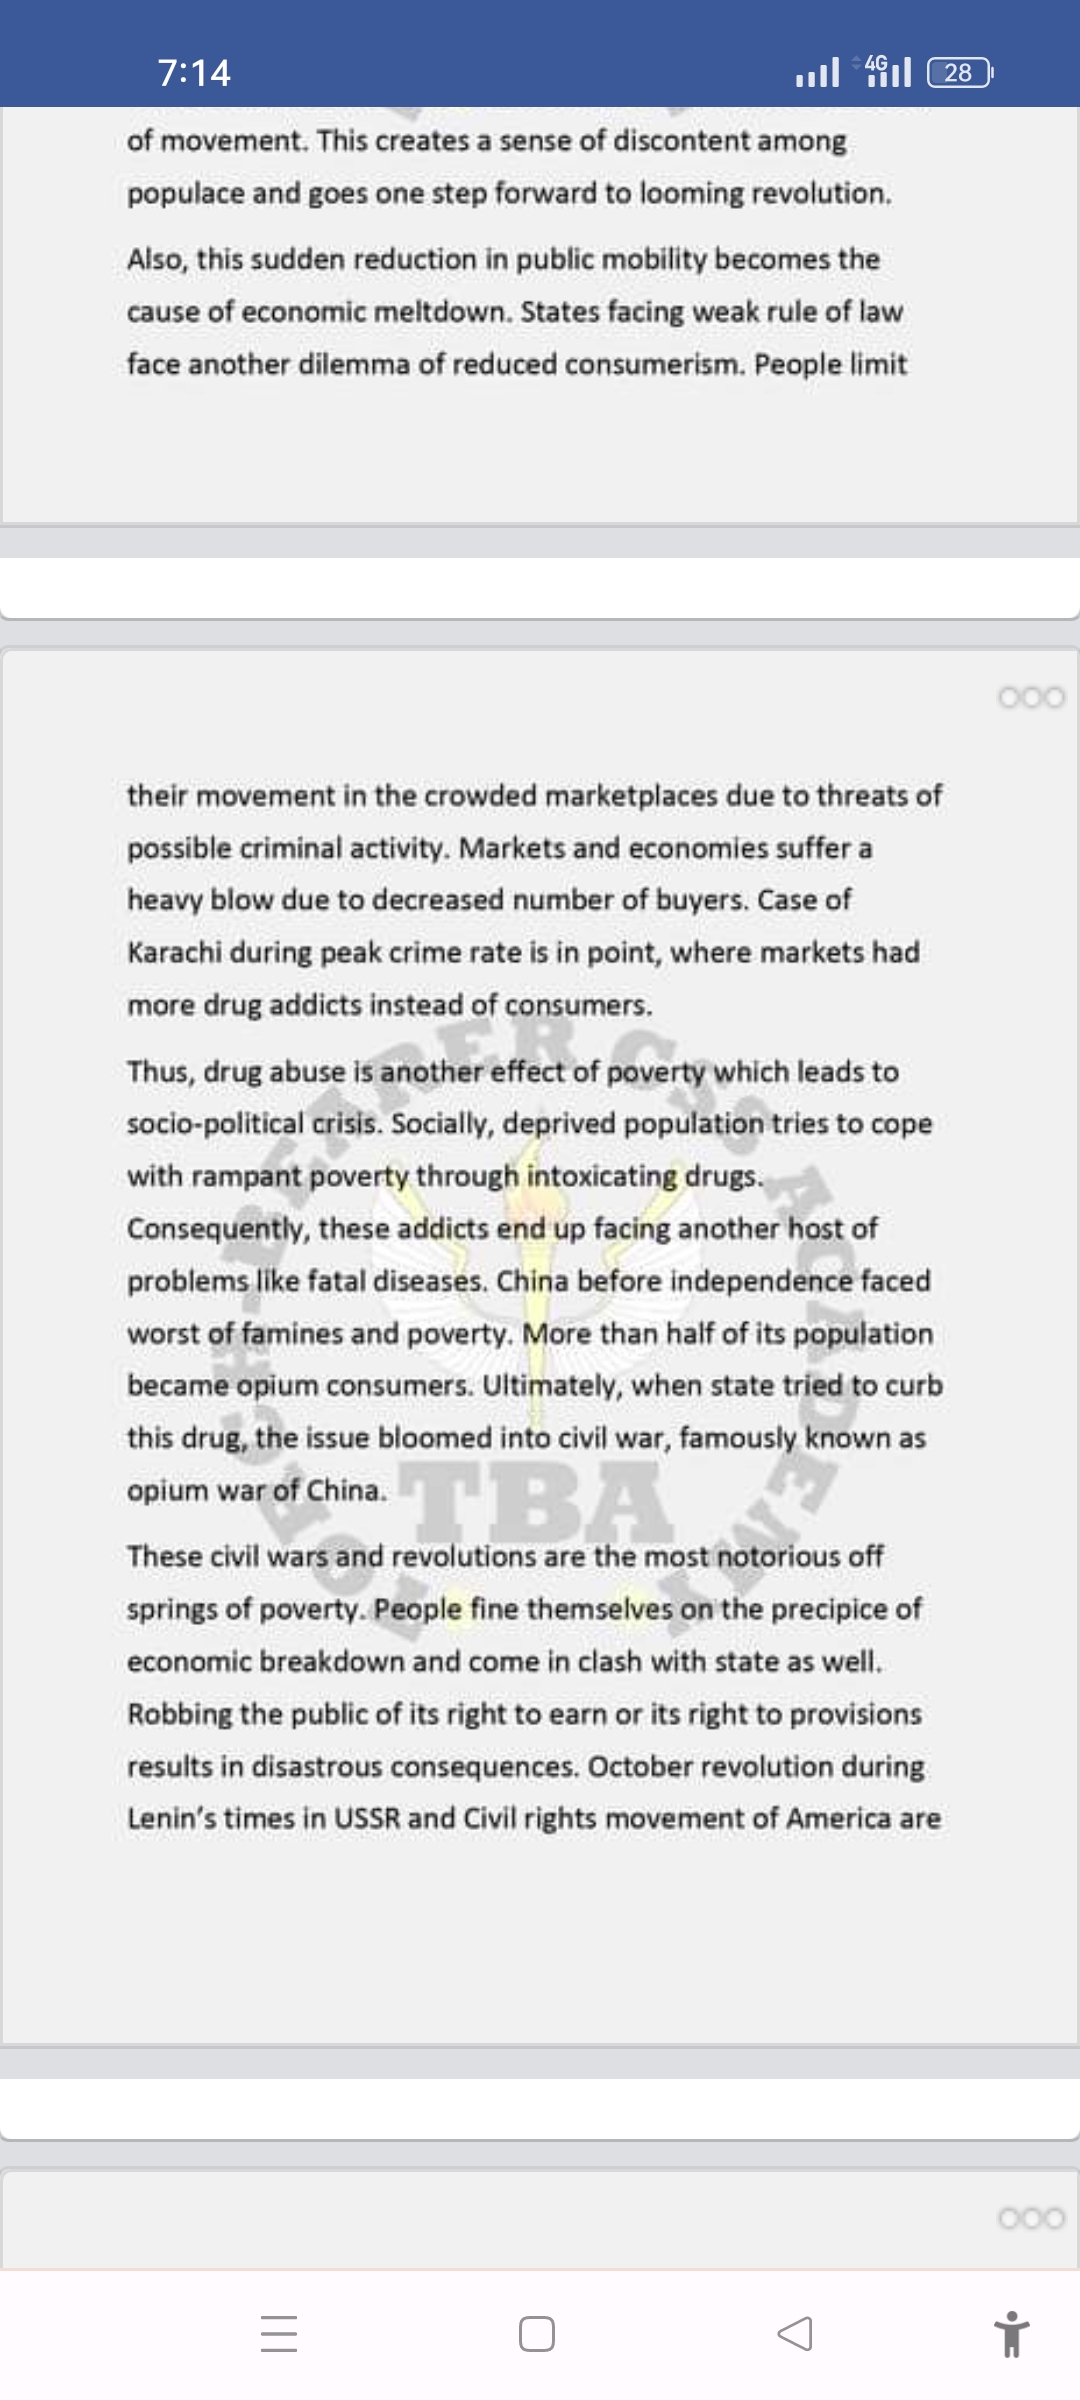 7:14
4G
28
of movement. This creates a sense of discontent among
populace and goes one step forward to looming revolution.
Also, this sudden reduction in public mobility becomes the
cause of economic meltdown. States facing weak rule of law
face another dilemma of reduced consumerism. People limit
their movement in the crowded marketplaces due to threats of
possible criminal activity. Markets and economies suffer a
heavy blow due to decreased number of buyers. Case of
Karachi during peak crime rate is in point, where markets had
more drug addicts instead of consumers.
Thus, drug abuse is another effect of poverty which leads to
socio-political crisis. Socially, deprived population tries to cope
with rampant poverty through intoxicating drugs.
Consequently, these addicts end up facing another host of
problems like fatal diseases. China before independence faced
worst of famines and poverty. More than half of its population
became opium consumers. Ultimately, when state tried to curb
this drug, the issue bloomed into civil war, famously known as
opium war of China.
These civil wars and revolutions are the most notorious off
springs of poverty. People fine themselves on the precipice of
economic breakdown and come in clash with state as well.
Robbing the public of its right to earn or its right to provisions
results in disastrous consequences. October revolution during
Lenin's times in USSR and Civil rights movement of America are
TORCH-BEARER CSS ACADEMY
TBA